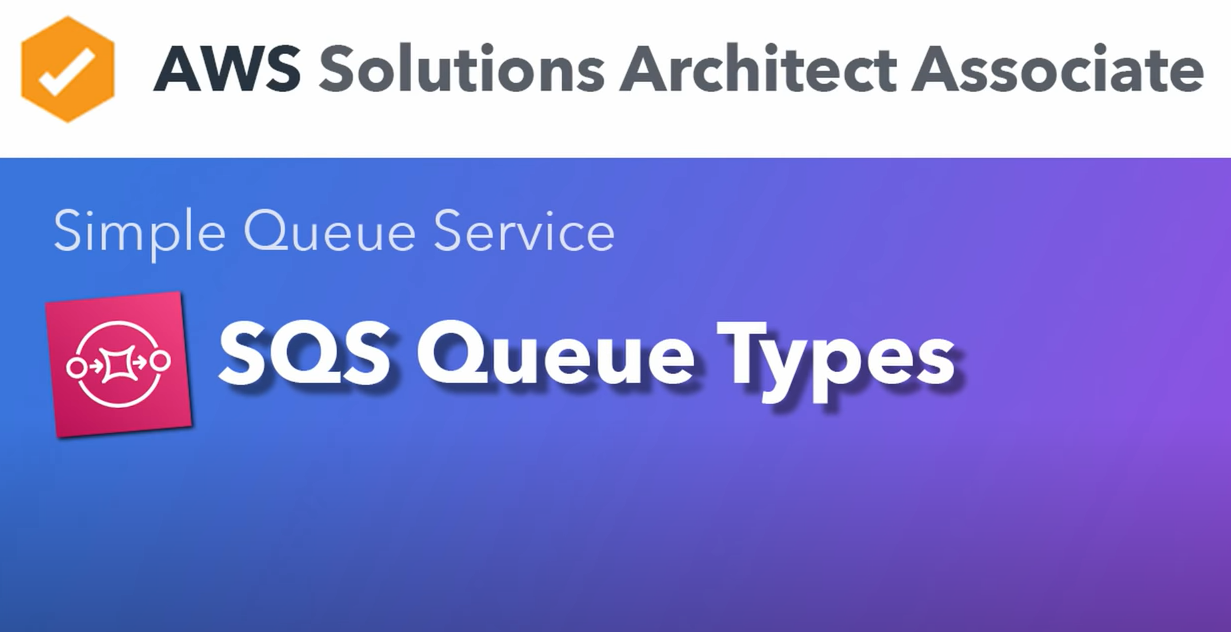 AWS Solutions Architect Associate
Simple Queue Service
SQS Queue Types